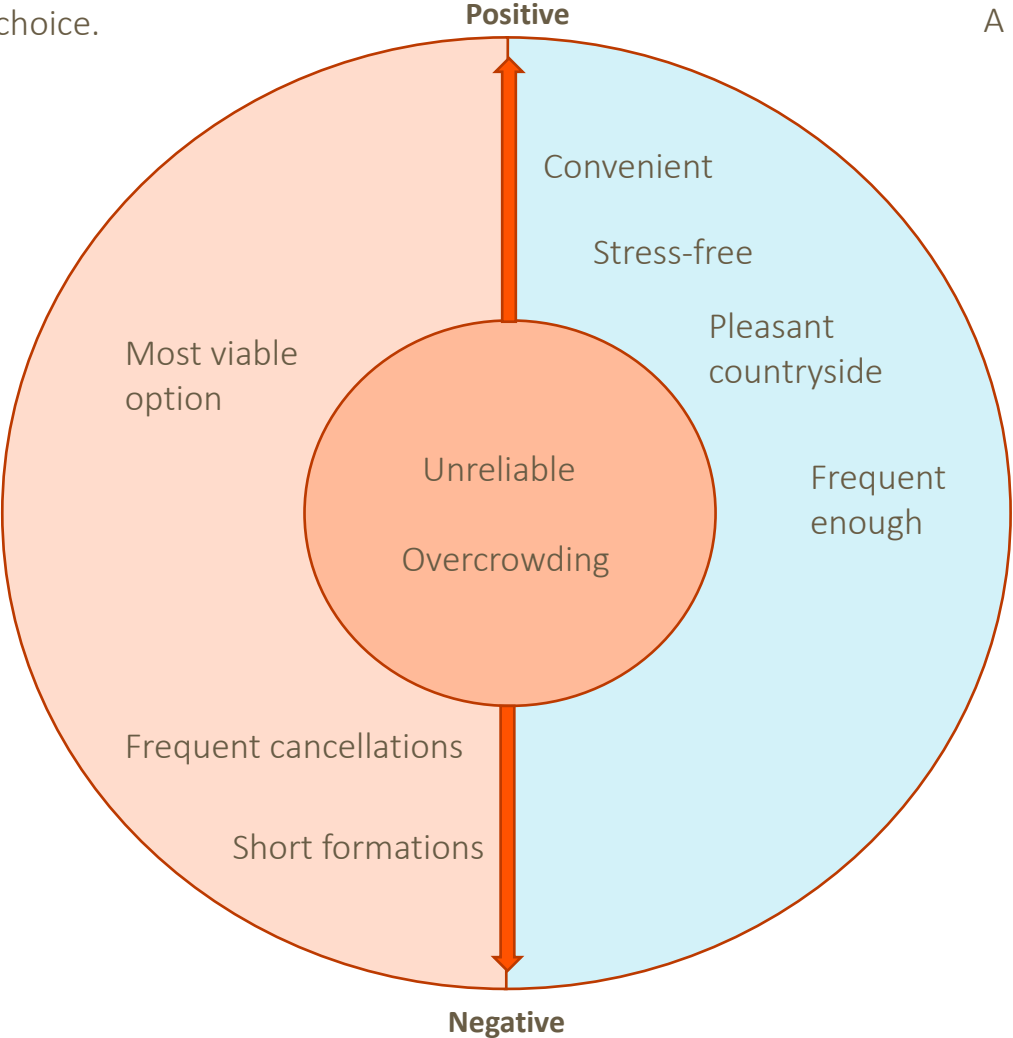 choice.
Positive
A
Convenient
Stress-free
Pleasant
countryside
Most viable
option
Unreliable
Frequent
enough
Overcrowding
Frequent cancellations
Short formations
Negative